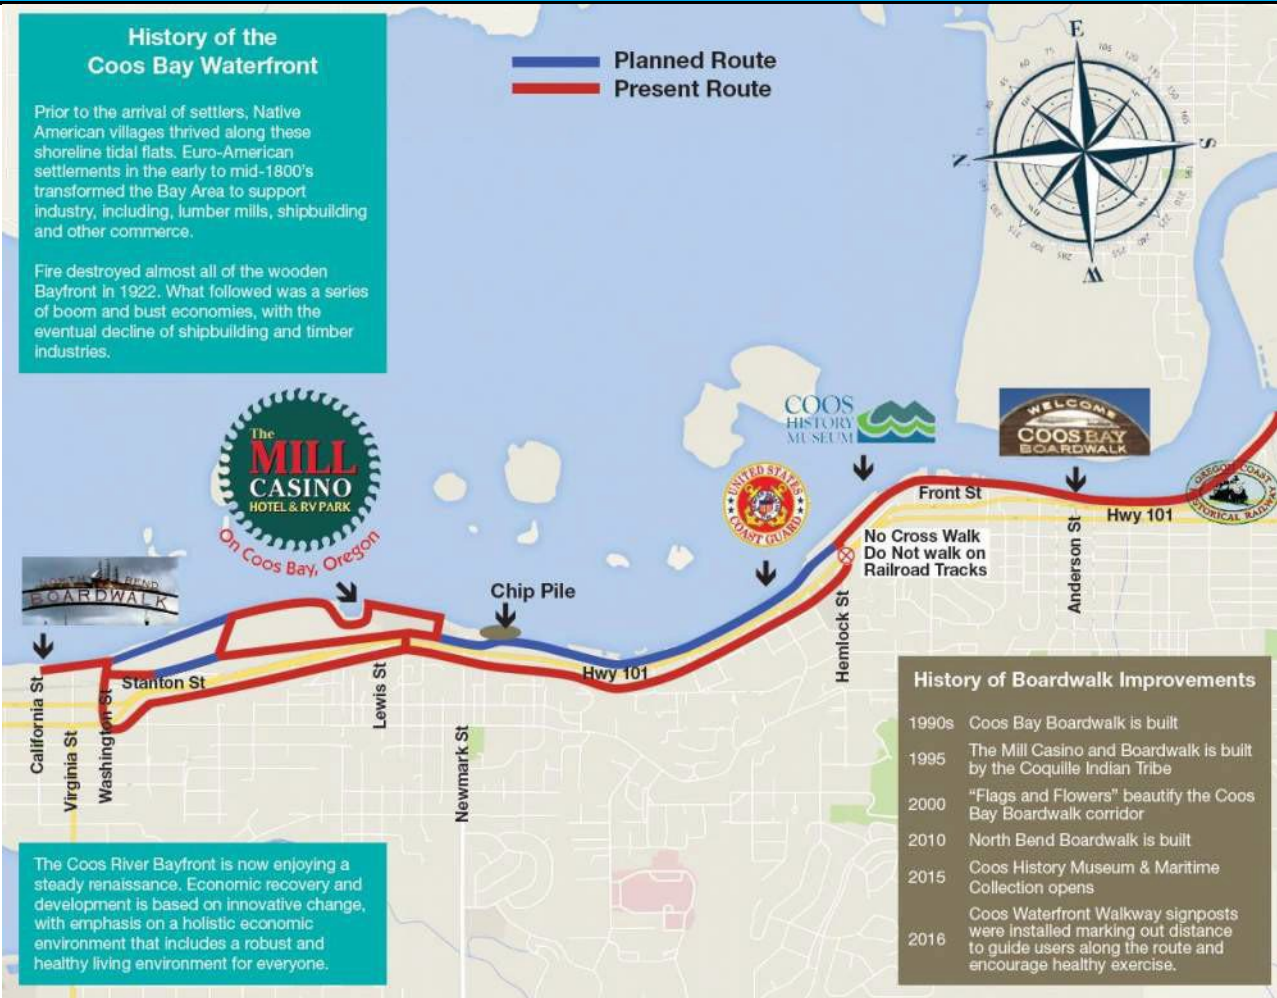 History of the
Coos Bay Waterfront
Prior to the arrival of settlers, Native
American villages thrived along these
shoreline tidal flats. Euro-American
settlements in the early to mid-1800's
transformed the Bay Area to support
industry, including, lumber mills, shipbuilding
and other commerce.
Fire destroyed almost all of the wooden
Bayfront in 1922. What followed was a series
of boom and bust economies, with the
eventual decline of shipbuilding and timber
industries.
Planned Route
Present Route
E
N
S
W
The
MILL
CASINO
HOTEL & RV PARK
On Coos Bay, Oregon
NORTH BEND
BOARDWALK
Chip Pile
UNITED STATES
COAST GUARD
COOS
HISTORY
MUSEUM
WELCOME
COOS BAY
BOARDWALK
OREGON COAST
HISTORICAL RAILWAY
Front St
Hwy 101
No Cross Walk
Do Not walk on
Railroad Tracks
Hwy 101
Stanton St
California St
Virginia St
Washington St
Lewis St
Newmark St
Hemlock St
Anderson St
History of Boardwalk Improvements
1990s Coos Bay Boardwalk is built
1995 The Mill Casino and Boardwalk is built
by the Coquille Indian Tribe
2000 “Flags and Flowers” beautify the Coos
Bay Boardwalk corridor
2010 North Bend Boardwalk is built
2015 Coos History Museum & Maritime
Collection opens
2016 Coos Waterfront Walkway signposts
were installed marking out distance
to guide users along the route and
encourage healthy exercise.
The Coos River Bayfront is now enjoying a
steady renaissance. Economic recovery and
development is based on innovative change,
with emphasis on a holistic economic
environment that includes a robust and
healthy living environment for everyone.